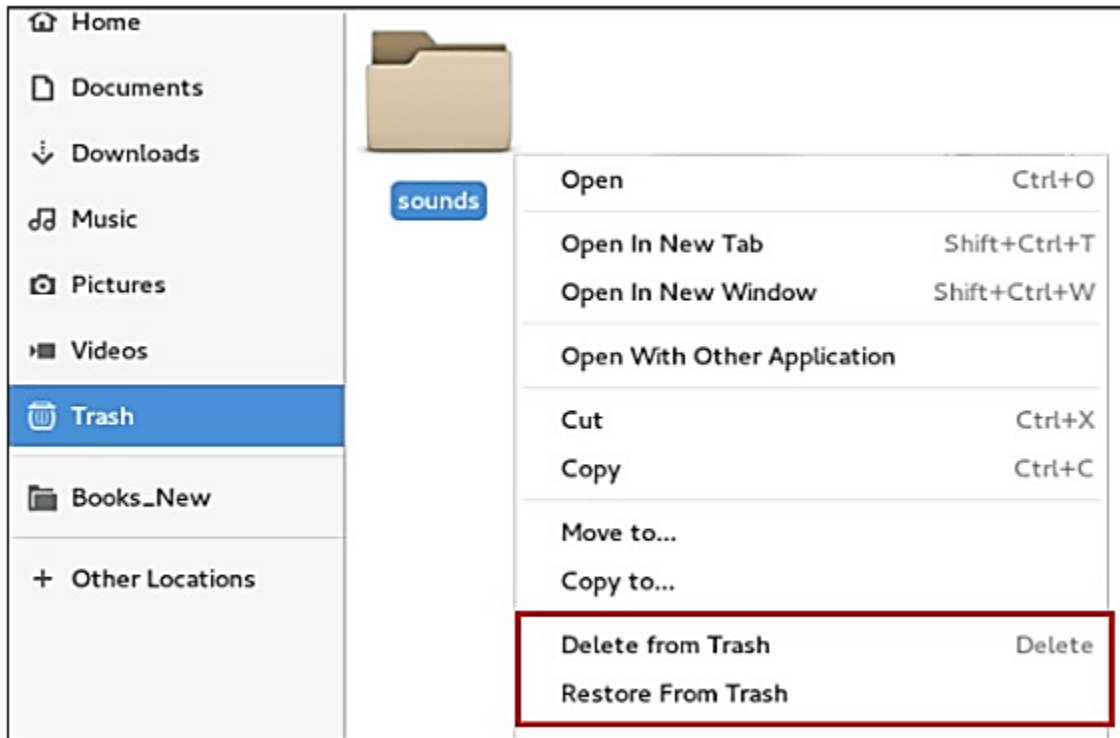 Home
Documents
Downloads
Music
Pictures
Videos
Trash
Books_New
Other Locations
sounds
Open Ctrl+O
Open In New Tab Shift+Ctrl+T
Open In New Window Shift+Ctrl+W
Open With Other Application
Cut Ctrl+X
Copy Ctrl+C
Move to...
Copy to...
Delete from Trash Delete
Restore From Trash